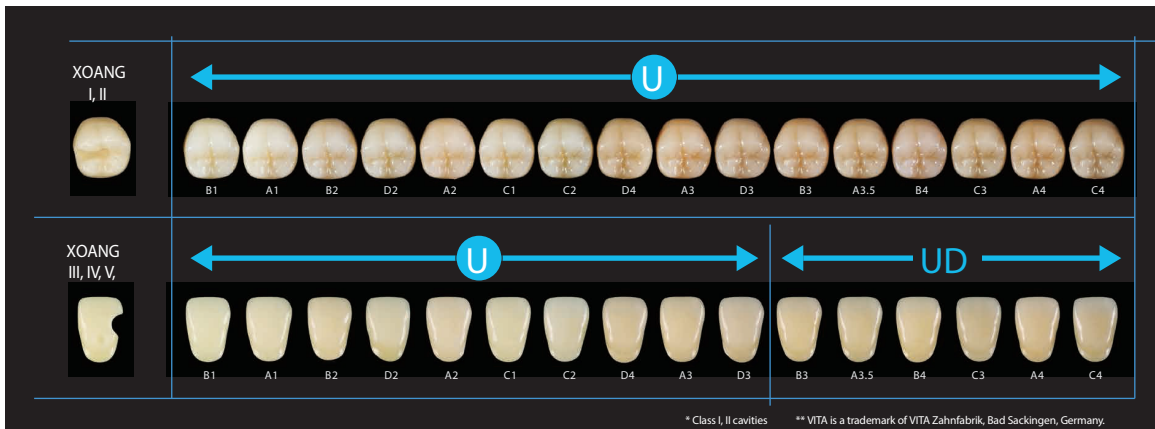 XOANG
I, II
U
B1 A1 B2 D2 A2 C1 C2 D4 A3 D3 B3 A3.5 B4 C3 A4 C4
XOANG
III, IV, V,
U
UD
B1 A1 B2 D2 A2 C1 C2 D4 A3 D3 B3 A3.5 B4 C3 A4 C4
* Class I, II cavities ** VITA is a trademark of VITA Zahnfabrik, Bad Sackingen, Germany.